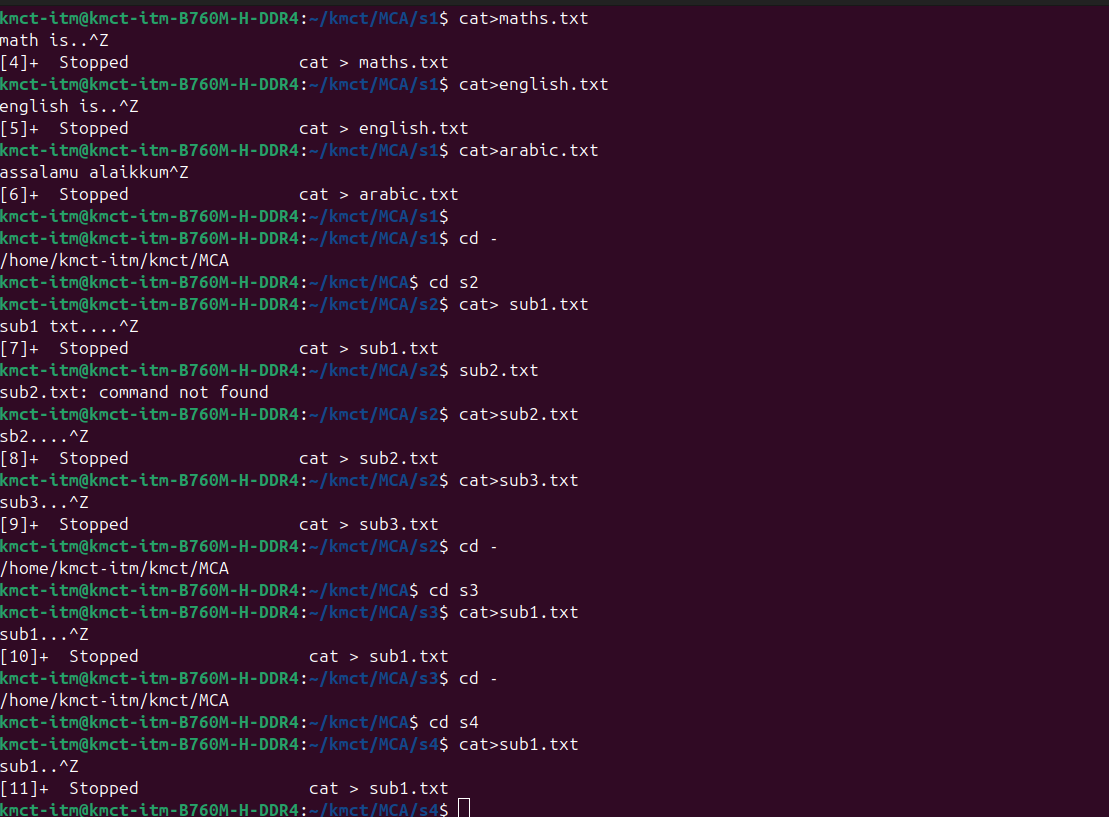 kmct-itm@kmct-itm-B760M-H-DDR4:~/kmct/MCA/s1$ cat>maths.txt
math is..^Z
[4]+  Stopped                 cat > maths.txt
kmct-itm@kmct-itm-B760M-H-DDR4:~/kmct/MCA/s1$ cat>english.txt
english is..^Z
[5]+  Stopped                 cat > english.txt
kmct-itm@kmct-itm-B760M-H-DDR4:~/kmct/MCA/s1$ cat>arabic.txt
assalamu alaikkum^Z
[6]+  Stopped                 cat > arabic.txt
kmct-itm@kmct-itm-B760M-H-DDR4:~/kmct/MCA/s1$
kmct-itm@kmct-itm-B760M-H-DDR4:~/kmct/MCA/s1$ cd -
/home/kmct-itm/kmct/MCA
kmct-itm@kmct-itm-B760M-H-DDR4:~/kmct/MCA$ cd s2
kmct-itm@kmct-itm-B760M-H-DDR4:~/kmct/MCA/s2$ cat> sub1.txt
sub1 txt....^Z
[7]+  Stopped                 cat > sub1.txt
kmct-itm@kmct-itm-B760M-H-DDR4:~/kmct/MCA/s2$ sub2.txt
sub2.txt: command not found
kmct-itm@kmct-itm-B760M-H-DDR4:~/kmct/MCA/s2$ cat>sub2.txt
sb2....^Z
[8]+  Stopped                 cat > sub2.txt
kmct-itm@kmct-itm-B760M-H-DDR4:~/kmct/MCA/s2$ cat>sub3.txt
sub3...^Z
[9]+  Stopped                 cat > sub3.txt
kmct-itm@kmct-itm-B760M-H-DDR4:~/kmct/MCA/s2$ cd -
/home/kmct-itm/kmct/MCA
kmct-itm@kmct-itm-B760M-H-DDR4:~/kmct/MCA$ cd s3
kmct-itm@kmct-itm-B760M-H-DDR4:~/kmct/MCA/s3$ cat>sub1.txt
sub1...^Z
[10]+  Stopped                 cat > sub1.txt
kmct-itm@kmct-itm-B760M-H-DDR4:~/kmct/MCA/s3$ cd -
/home/kmct-itm/kmct/MCA
kmct-itm@kmct-itm-B760M-H-DDR4:~/kmct/MCA$ cd s4
kmct-itm@kmct-itm-B760M-H-DDR4:~/kmct/MCA/s4$ cat>sub1.txt
sub1..^Z
[11]+  Stopped                 cat > sub1.txt
kmct-itm@kmct-itm-B760M-H-DDR4:~/kmct/MCA/s4$